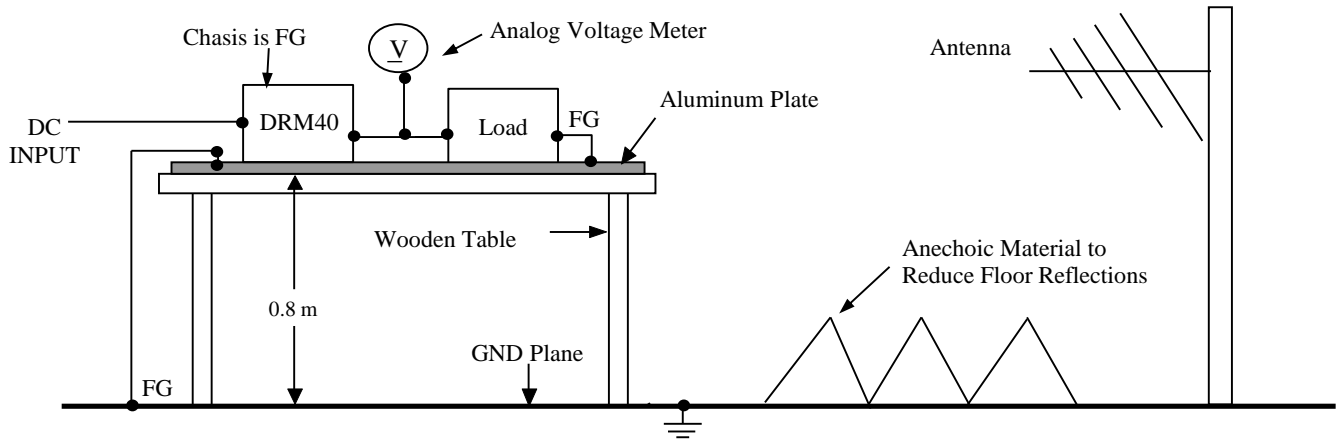 Chasis is FG
V
Analog Voltage Meter
Antenna
Aluminum Plate
DC
INPUT
DRM40
Load
FG
Wooden Table
Anechoic Material to
Reduce Floor Reflections
0.8 m
GND Plane
FG